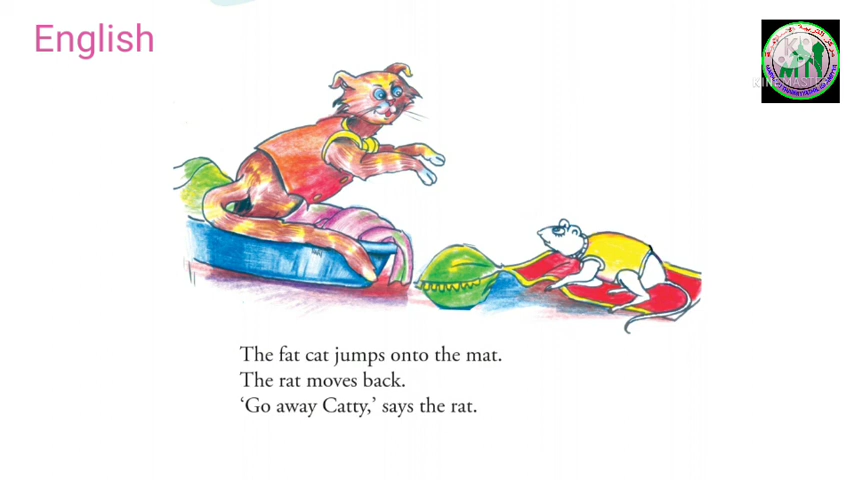 English
The fat cat jumps onto the mat.
The rat moves back.
‘Go away Catty,’ says the rat.